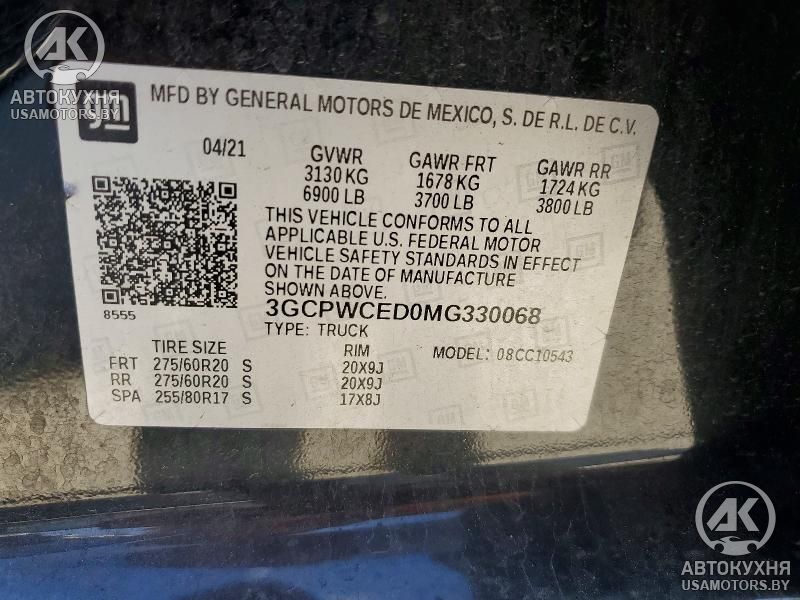 AK
АВТОКУХНЯ
USAMOTORS.BY
GM
MFD BY GENERAL MOTORS DE MEXICO, S. DE R.L. DE C.V.
04/21
GVWR
3130 KG
6900 LB
GAWR FRT
1678 KG
3700 LB
GAWR RR
1724 KG
3800 LB
THIS VEHICLE CONFORMS TO ALL
APPLICABLE U.S. FEDERAL MOTOR
VEHICLE SAFETY STANDARDS IN EFFECT
ON THE DATE OF MANUFACTURE
SHOWN ABOVE.
8555
3GCPWCED0MG330068
TYPE: TRUCK
MODEL: 08CC10543
TIRE SIZE RIM
FRT 275/60R20 S 20X9J
RR 275/60R20 S 20X9J
SPA 255/80R17 S 17X8J
AK
АВТОКУХНЯ
USAMOTORS.BY